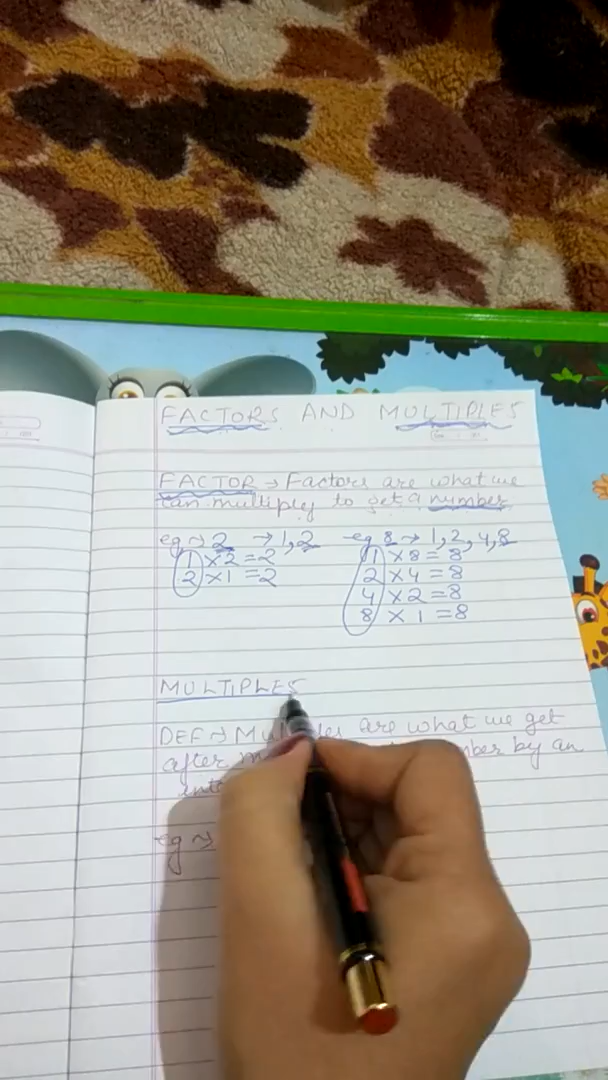 FACTORS AND MULTIPLES
FACTOR → Factors are what we
can multiply to get a number
eg → 2 → 1, 2
1 × 2 = 2
2 × 1 = 2
eg 8 → 1, 2, 4, 8
1 × 8 = 8
2 × 4 = 8
4 × 2 = 8
8 × 1 = 8
MULTIPLES
DEF → are what we get
after by an
eg →